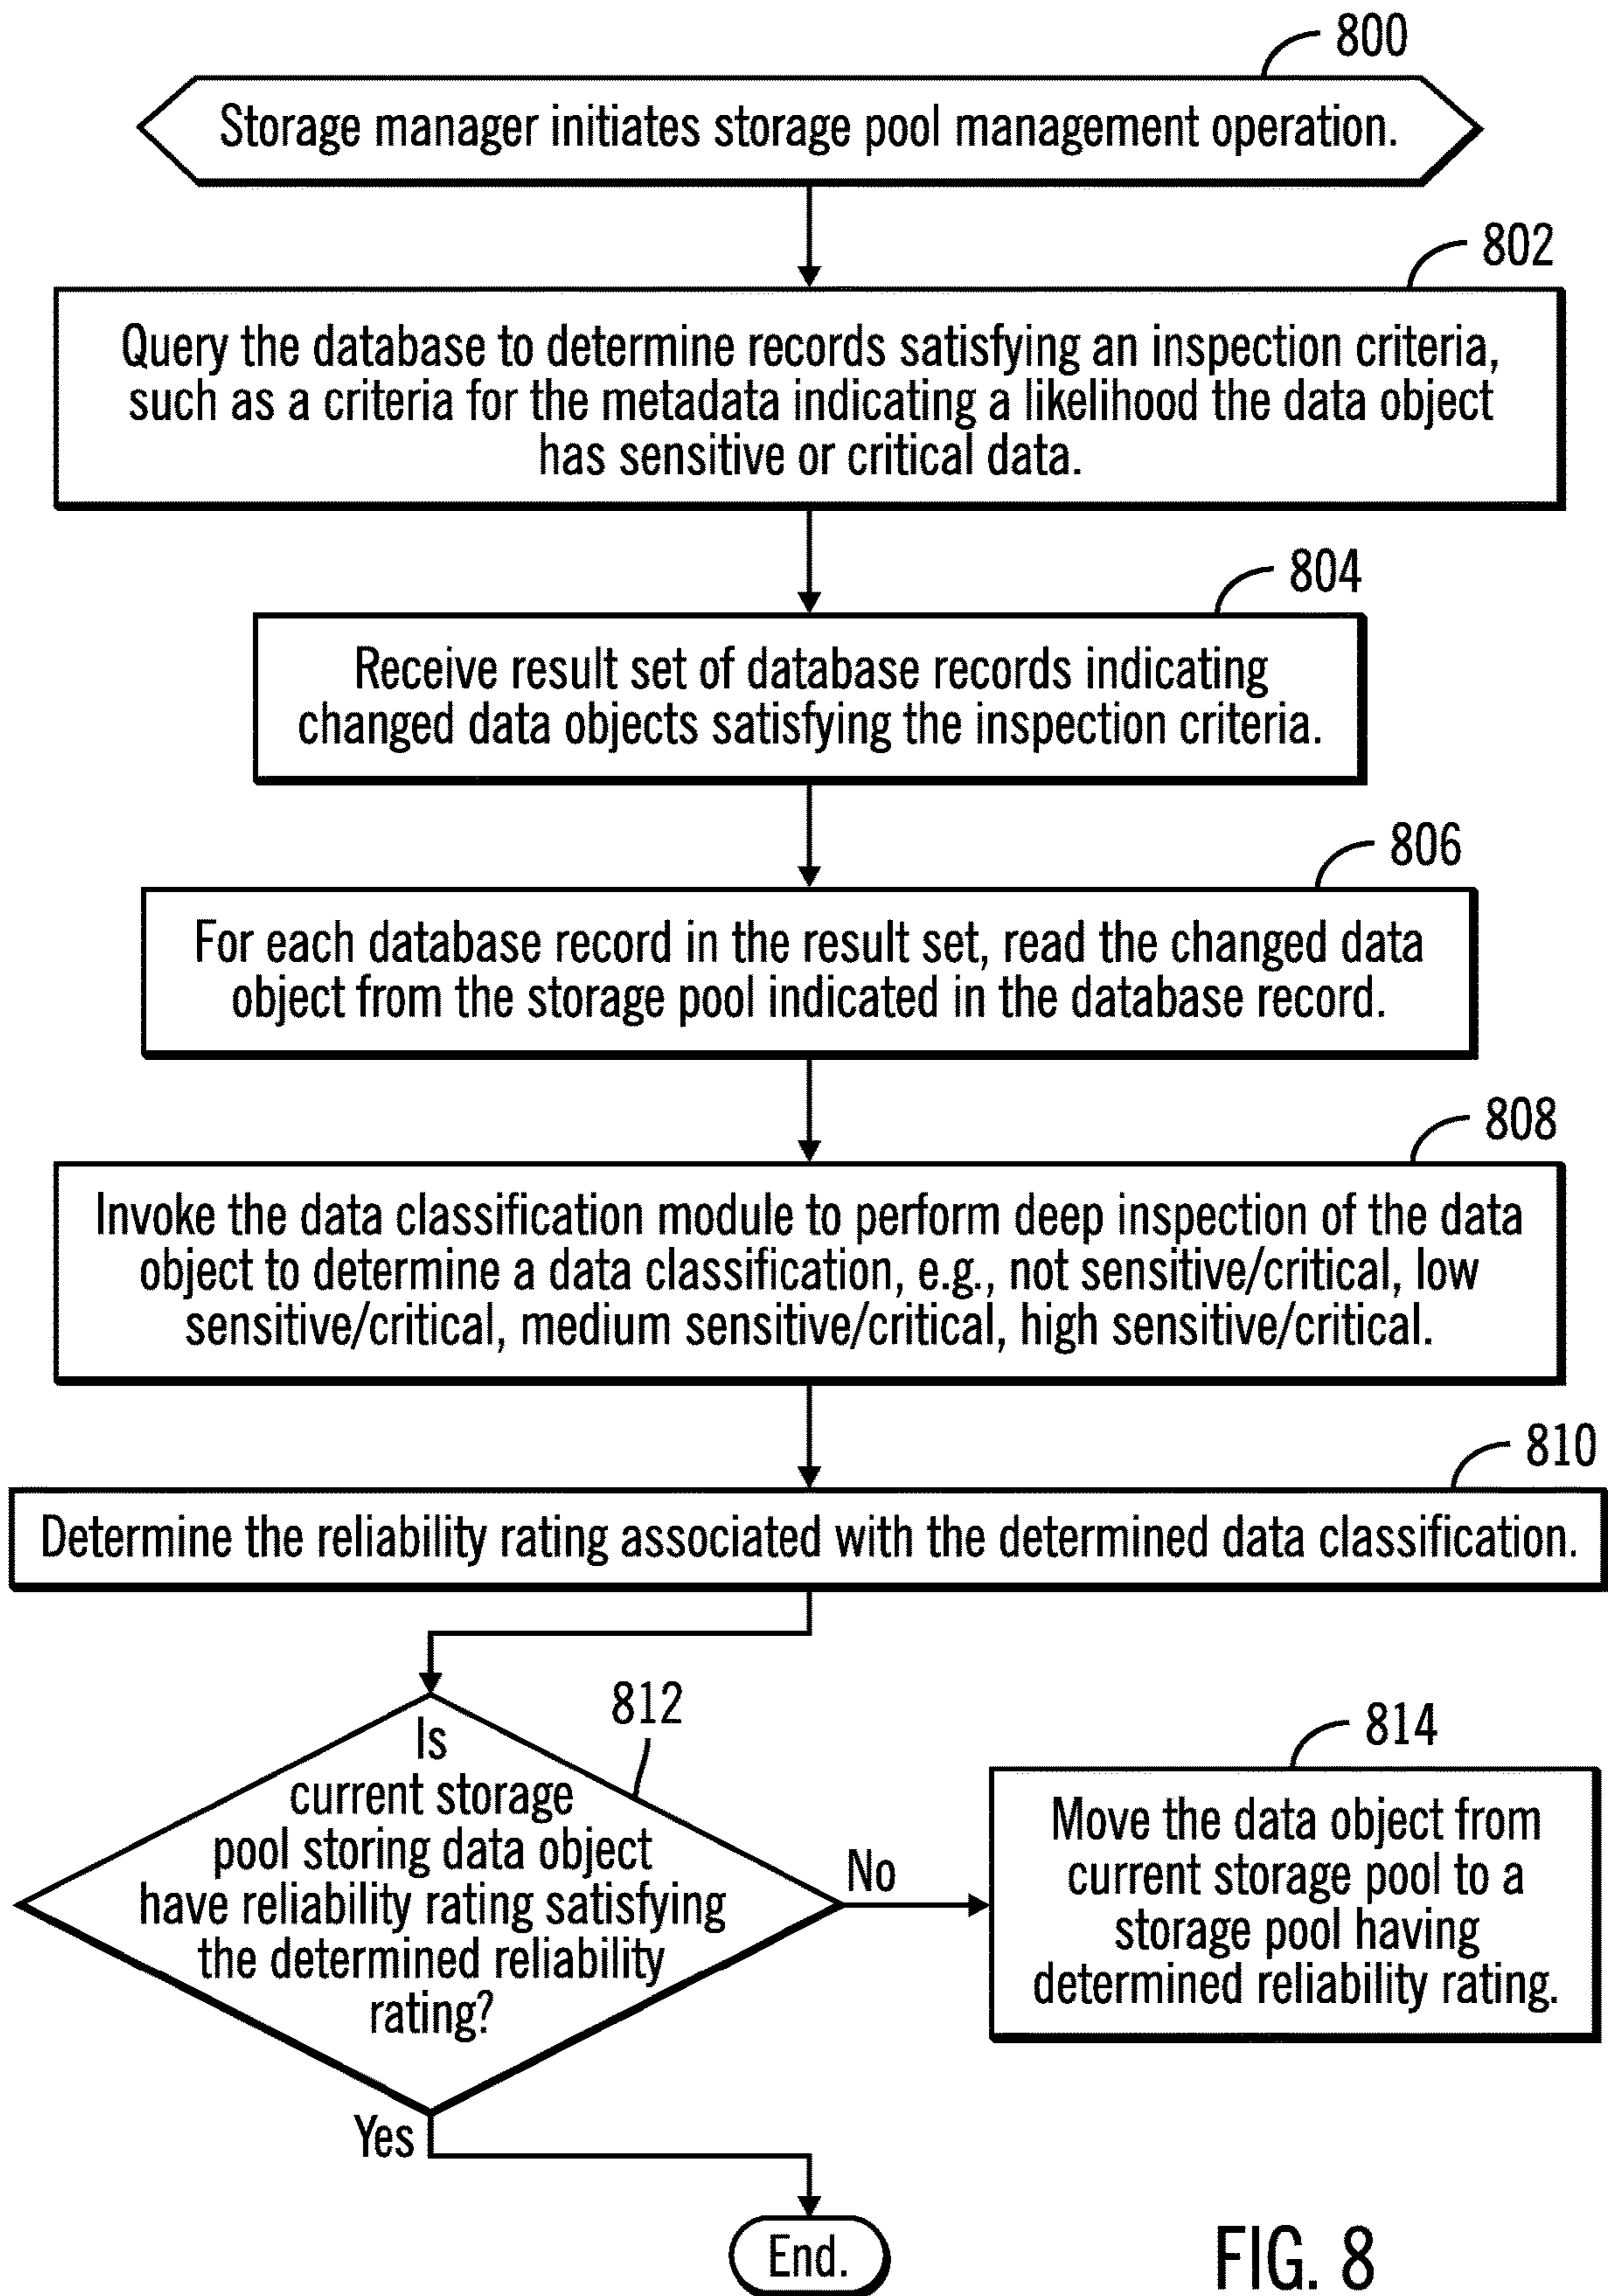 800
Storage manager initiates storage pool management operation.
802
Query the database to determine records satisfying an inspection criteria,
such as a criteria for the metadata indicating a likelihood the data object
has sensitive or critical data.
804
Receive result set of database records indicating
changed data objects satisfying the inspection criteria.
806
For each database record in the result set, read the changed data
object from the storage pool indicated in the database record.
808
Invoke the data classification module to perform deep inspection of the data
object to determine a data classification, e.g., not sensitive/critical, low
sensitive/critical, medium sensitive/critical, high sensitive/critical.
810
Determine the reliability rating associated with the determined data classification.
812
Is
current storage
pool storing data object
have reliability rating satisfying
the determined reliability
rating?
No
814
Move the data object from
current storage pool to a
storage pool having
determined reliability rating.
Yes
End.
FIG. 8